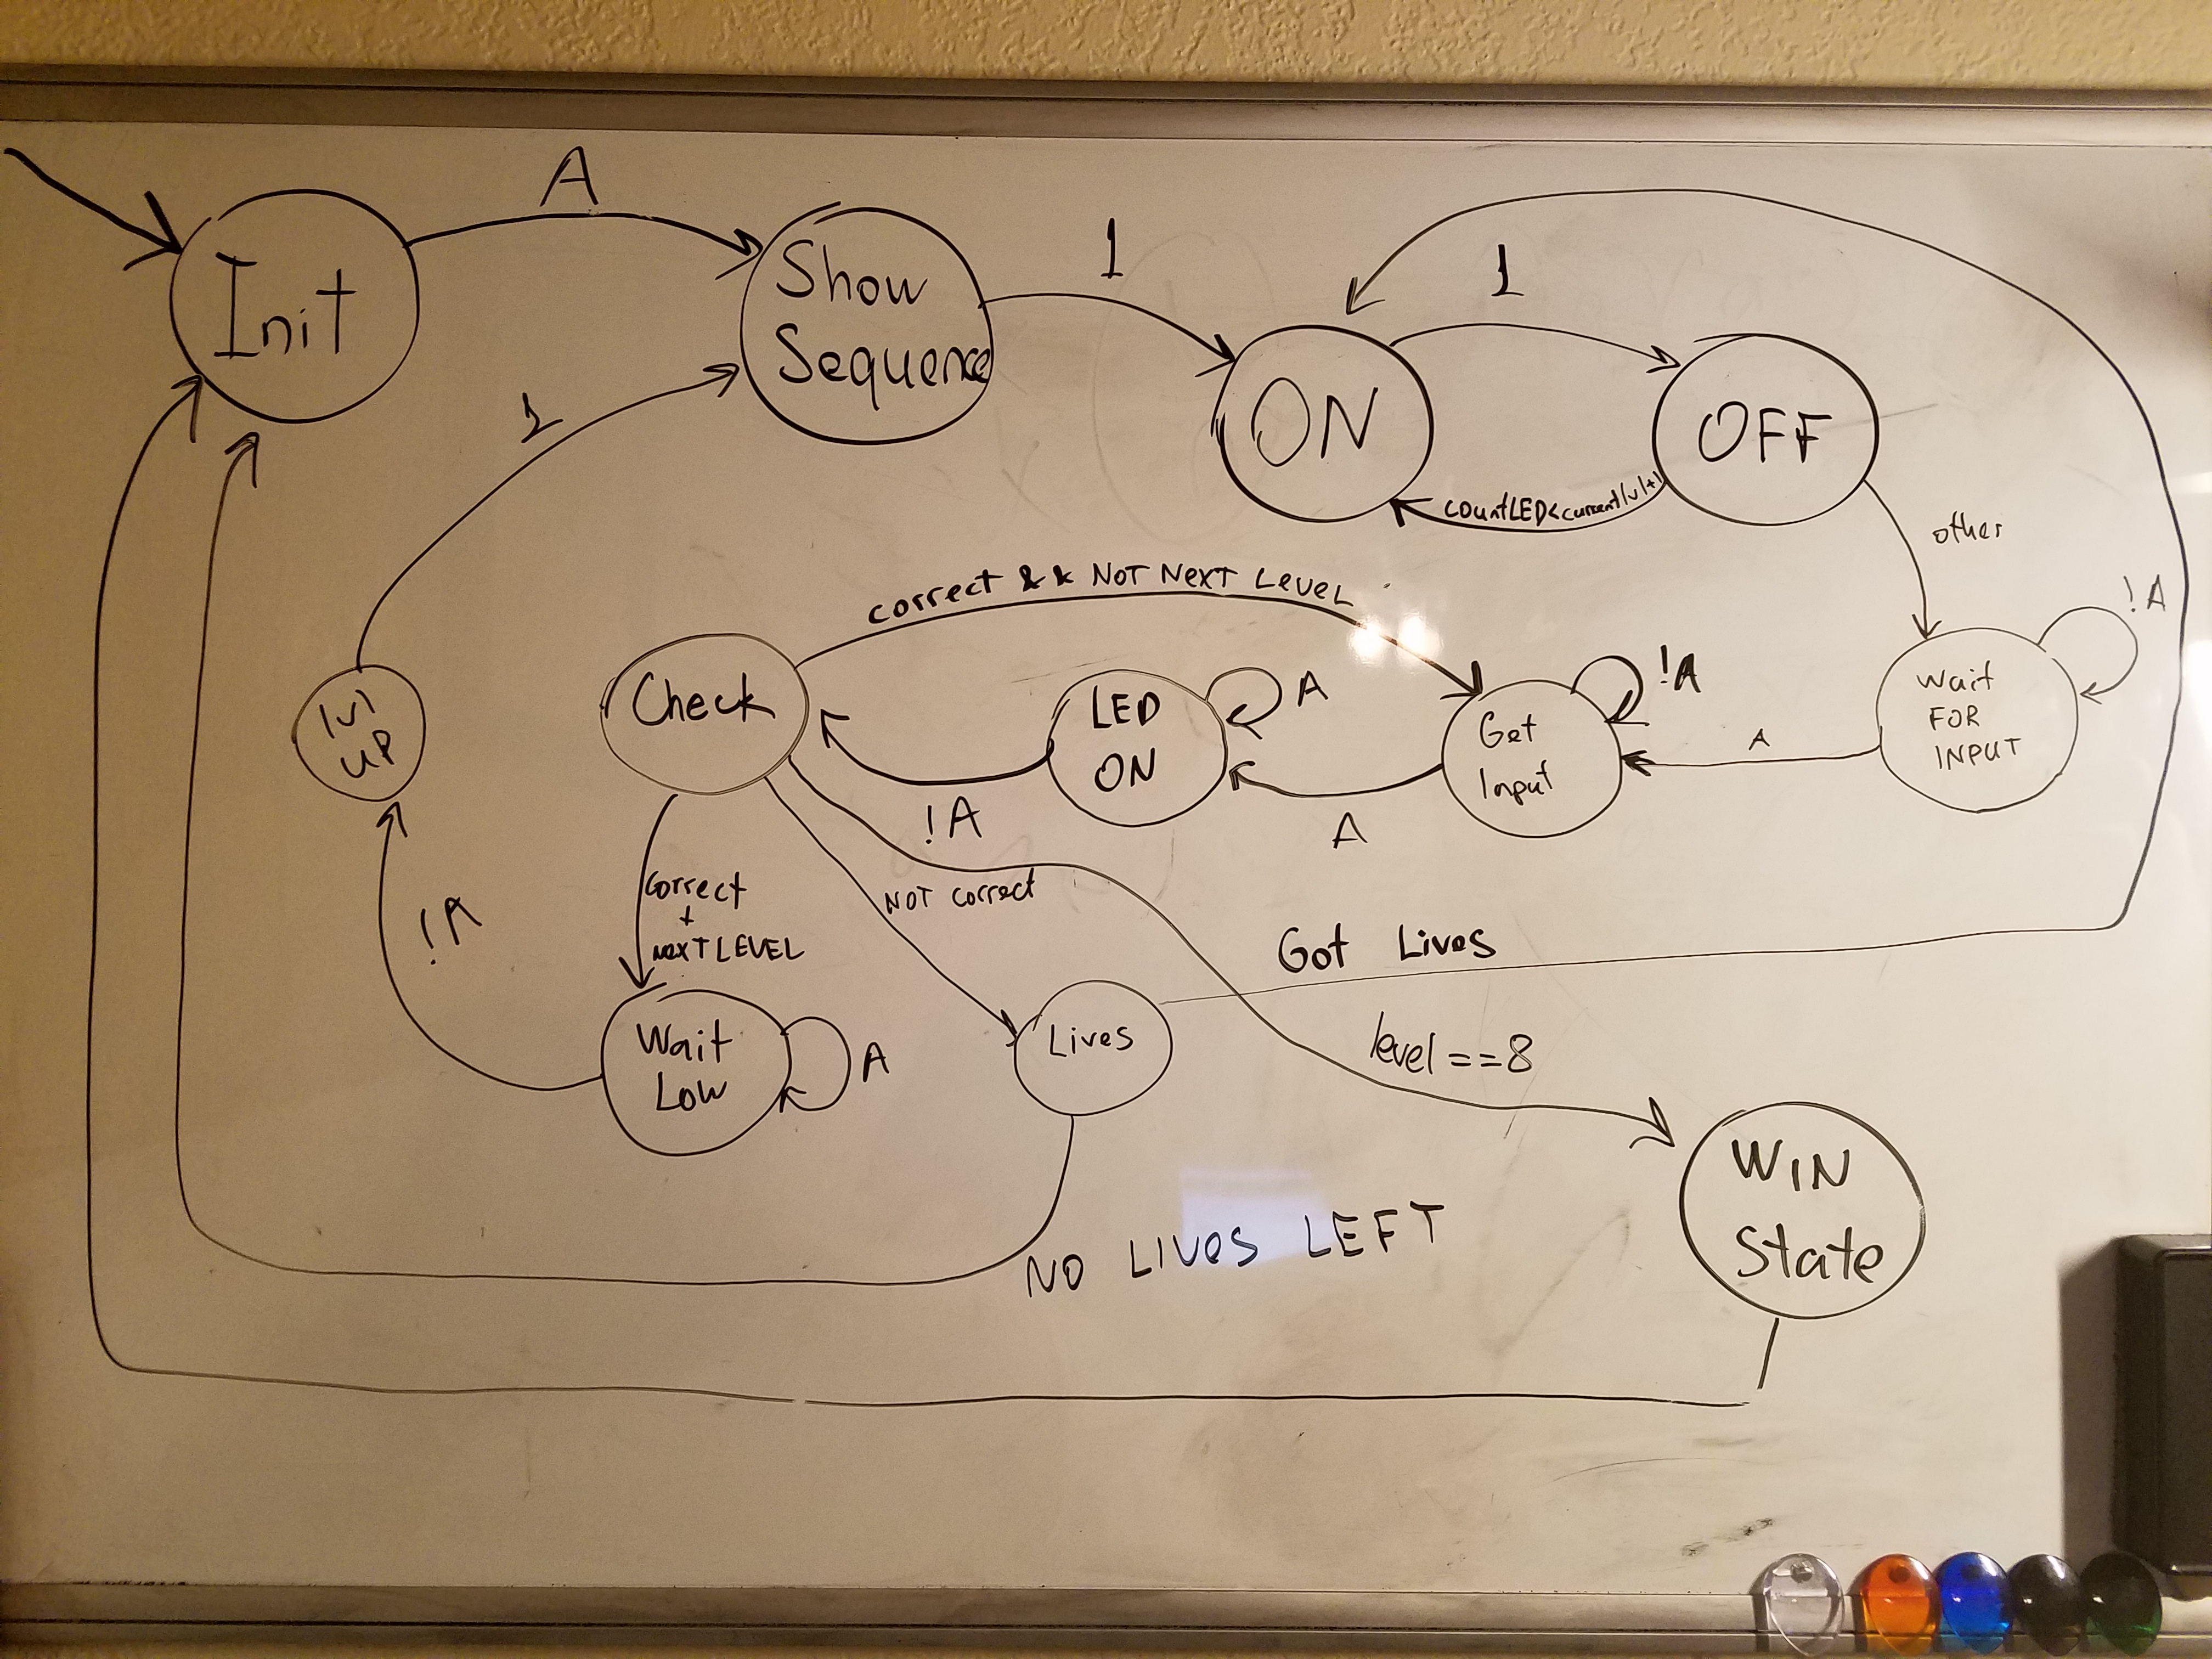 A
Init
Show
Sequence
1
ON
1
OFF
countLED<currentlvl+1
other
1
correct && NOT NEXT LEVEL
!A
Wait
FOR
INPUT
lvl
UP
Check
LED
ON
A
Get
Input
!A
A
!A
A
!A
Correct
+
NEXT LEVEL
NOT correct
Got Lives
Wait
Low
A
Lives
level==8
NO LIVES LEFT
WIN
State